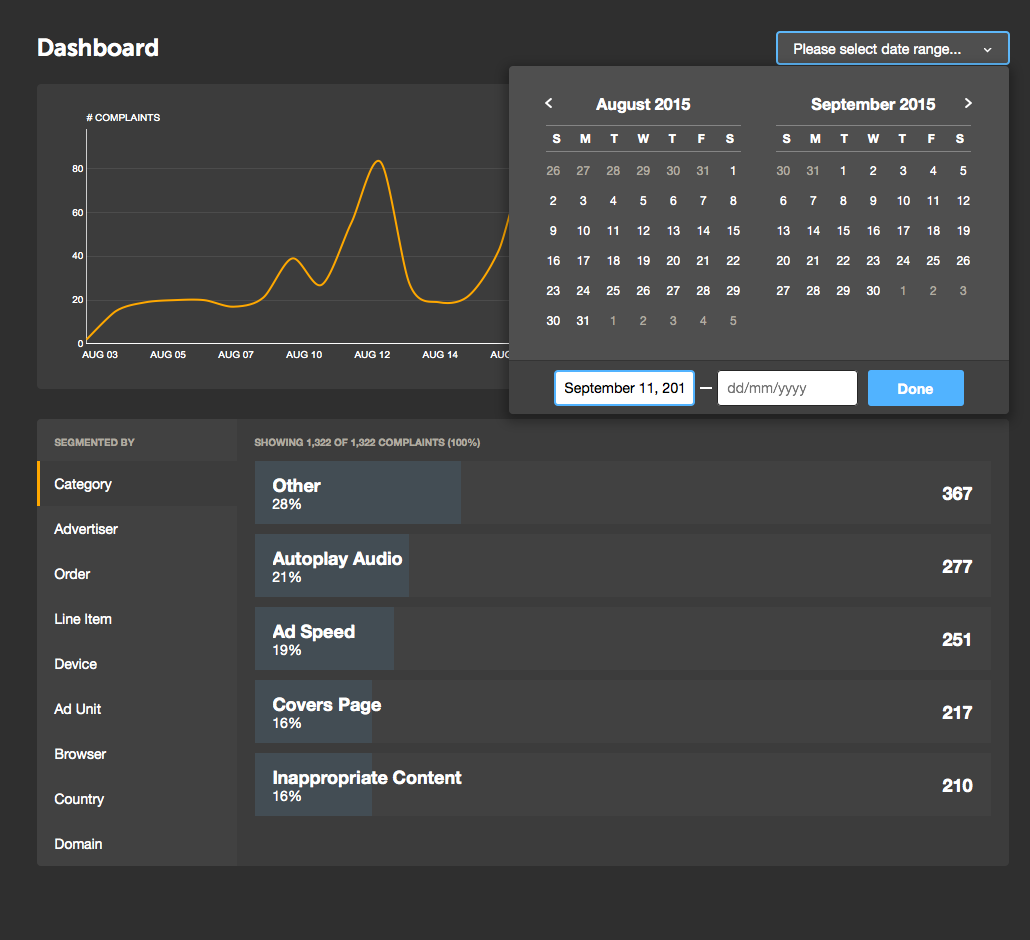 Dashboard
Please select date range...
# COMPLAINTS
80
60
40
20
0
AUG 03 AUG 05 AUG 07 AUG 10 AUG 12 AUG 14 AUG
August 2015
S M T W T F S
26 27 28 29 30 31 1
2 3 4 5 6 7 8
9 10 11 12 13 14 15
16 17 18 19 20 21 22
23 24 25 26 27 28 29
30 31 1 2 3 4 5
September 2015
S M T W T F S
30 31 1 2 3 4 5
6 7 8 9 10 11 12
13 14 15 16 17 18 19
20 21 22 23 24 25 26
27 28 29 30 1 2 3
September 11, 201 — dd/mm/yyyy Done
SEGMENTED BY
Category
Advertiser
Order
Line Item
Device
Ad Unit
Browser
Country
Domain
SHOWING 1,322 OF 1,322 COMPLAINTS (100%)
Other
28%
367
Autoplay Audio
21%
277
Ad Speed
19%
251
Covers Page
16%
217
Inappropriate Content
16%
210